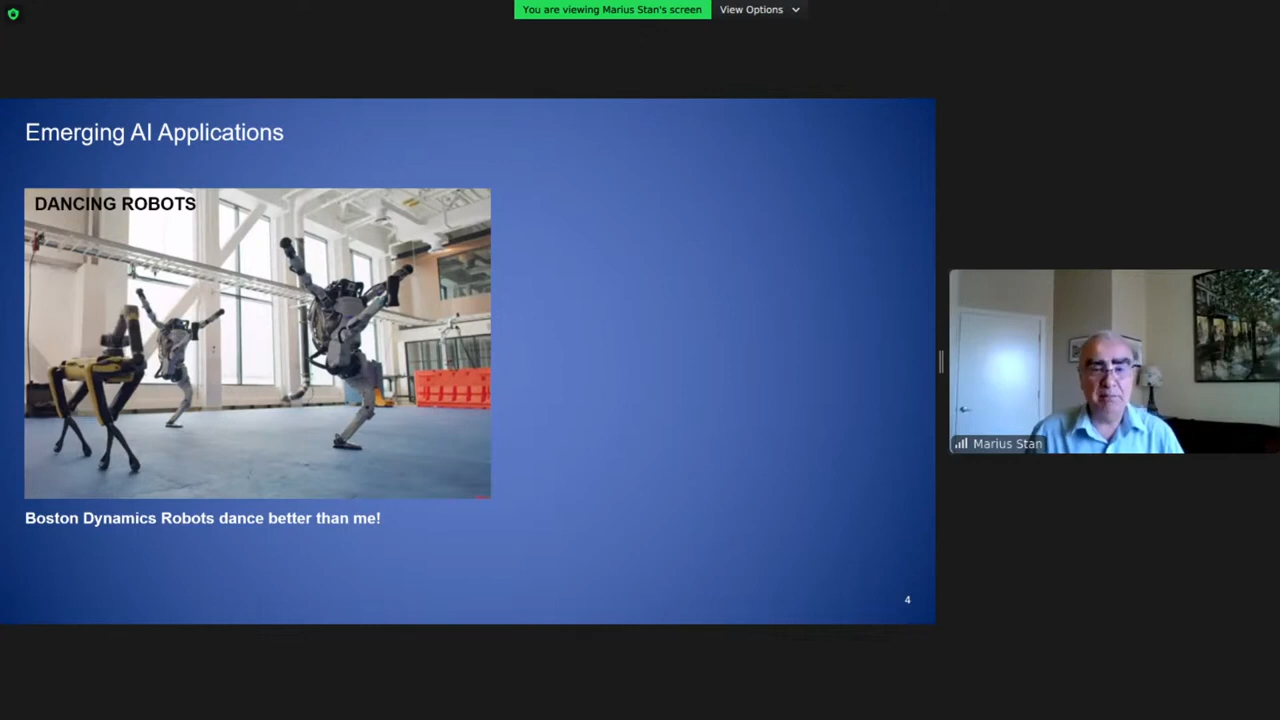 You are viewing Marius Stan's screen
View Options
Emerging AI Applications
DANCING ROBOTS
Boston Dynamics Robots dance better than me!
4
Marius Stan